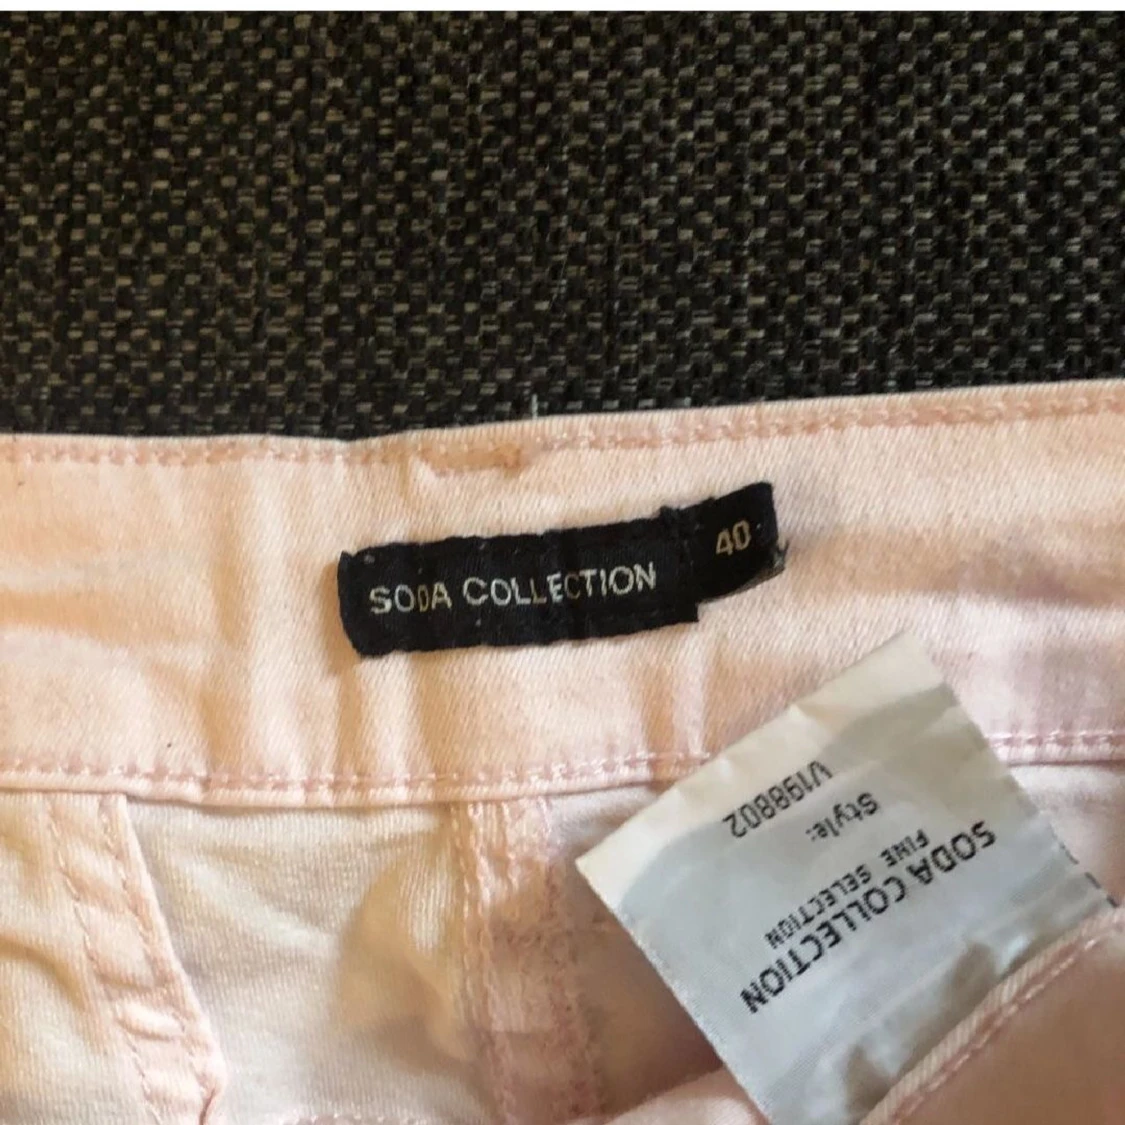 SODA COLLECTION
40
SODA COLLECTION
FINE SELECTION
Style:
V198802